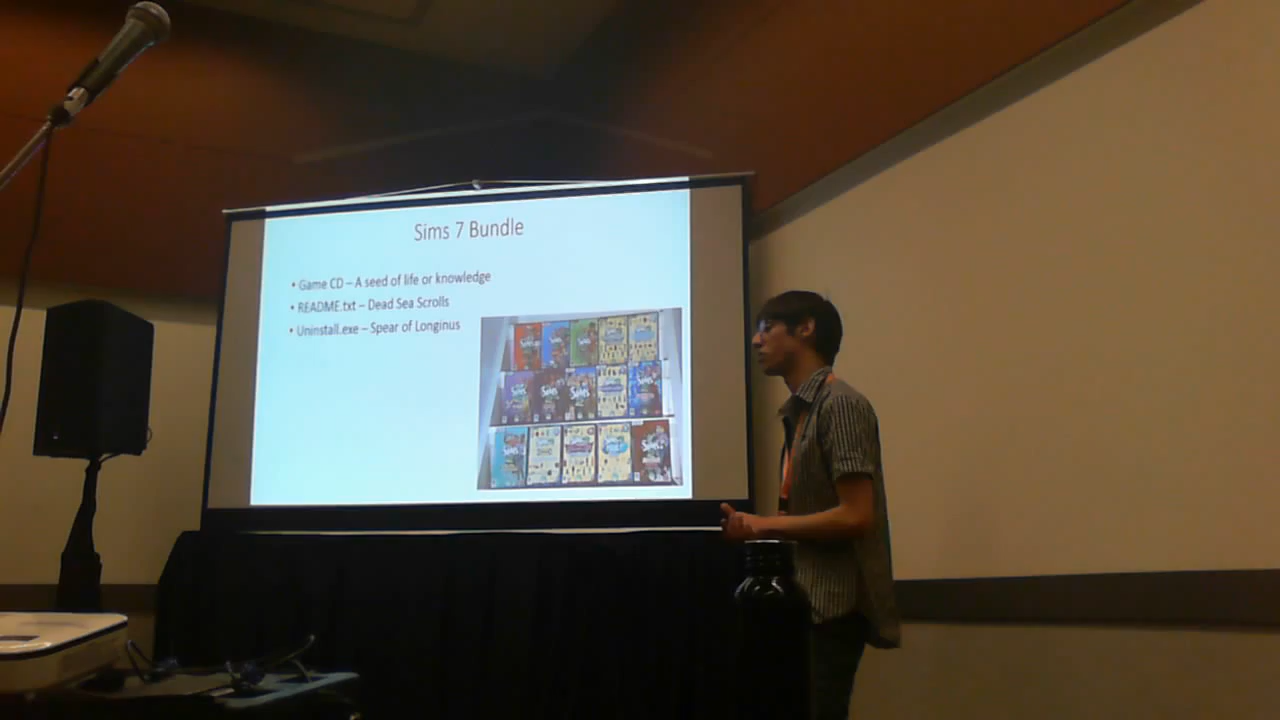 Sims 7 Bundle
• Game CD – A seed of life or knowledge
• README.txt – Dead Sea Scrolls
• Uninstall.exe – Spear of Longinus